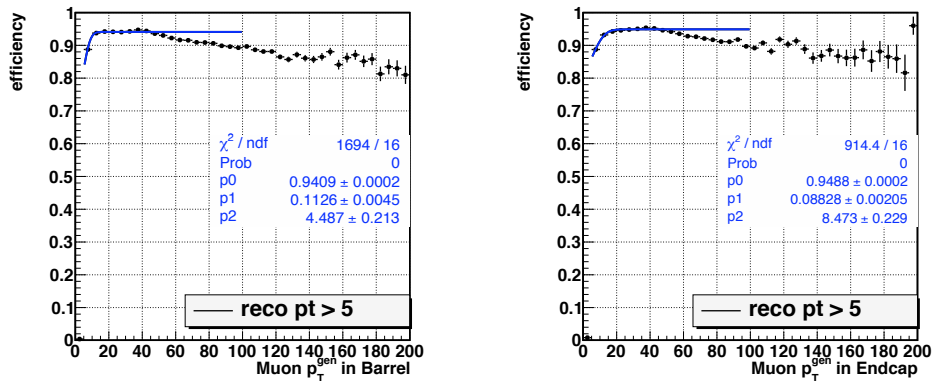 efficiency
1
0.9
0.8
0.7
0.6
0.5
0.4
0.3
0.2
0.1
0
χ² / ndf 1694 / 16
Prob 0
p0 0.9409 ± 0.0002
p1 0.1126 ± 0.0045
p2 4.487 ± 0.213
reco pt > 5
0 20 40 60 80 100 120 140 160 180 200
Muon p_T^gen in Barrel
efficiency
1
0.9
0.8
0.7
0.6
0.5
0.4
0.3
0.2
0.1
0
χ² / ndf 914.4 / 16
Prob 0
p0 0.9488 ± 0.0002
p1 0.08828 ± 0.00205
p2 8.473 ± 0.229
reco pt > 5
0 20 40 60 80 100 120 140 160 180 200
Muon p_T^gen in Endcap